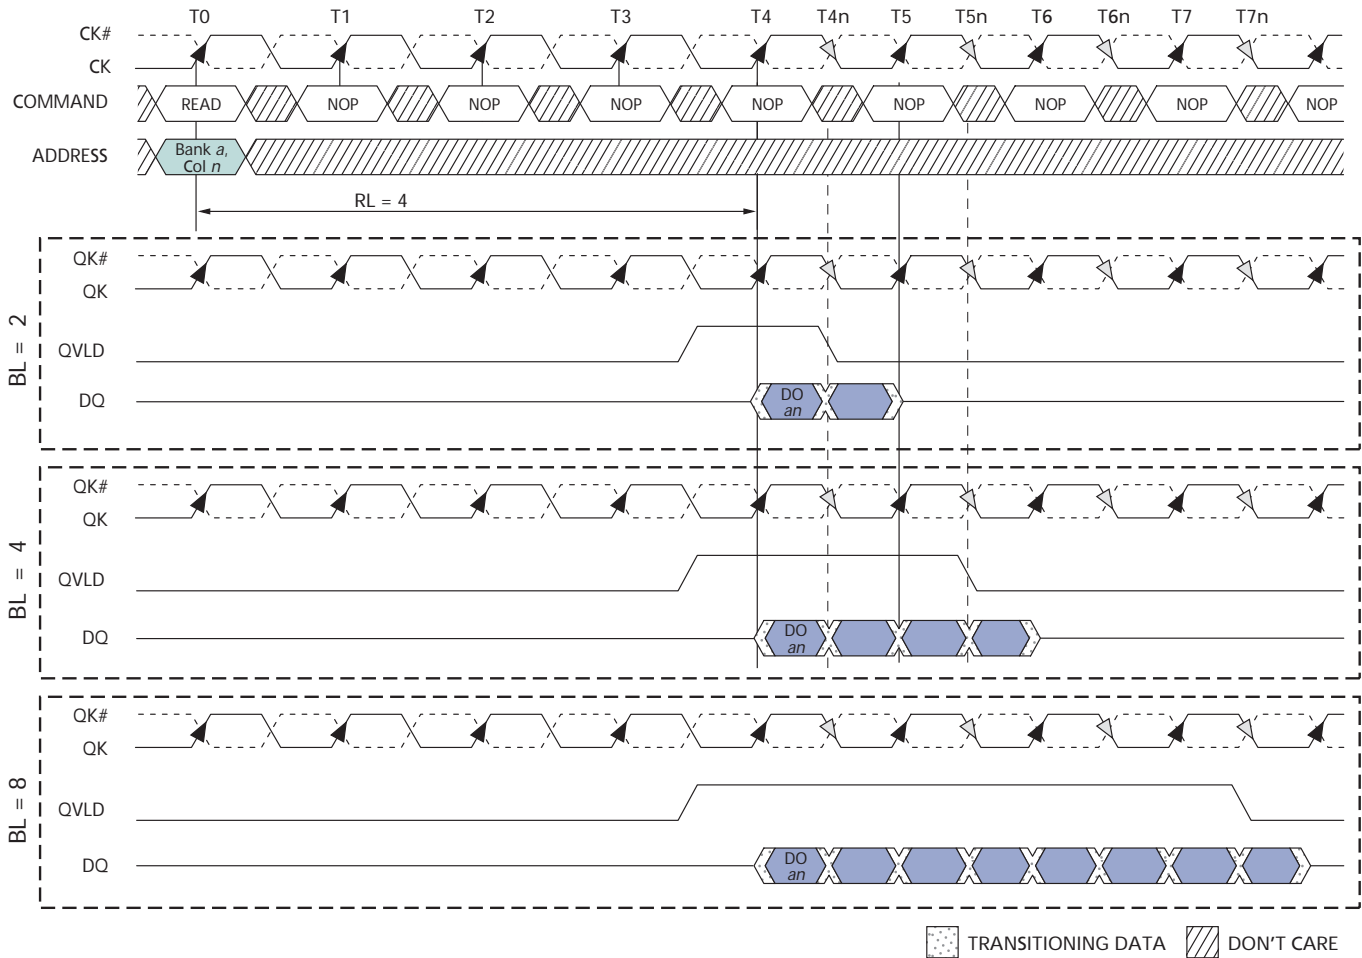 T0 T1 T2 T3 T4 T4n T5 T5n T6 T6n T7 T7n
CK#
CK
COMMAND READ NOP NOP NOP NOP NOP NOP NOP NOP
ADDRESS Bank a,
Col n
RL = 4
BL = 2
QK#
QK
QVLD
DQ DO
an
BL = 4
QK#
QK
QVLD
DQ DO
an
BL = 8
QK#
QK
QVLD
DQ DO
an
TRANSITIONING DATA DON'T CARE